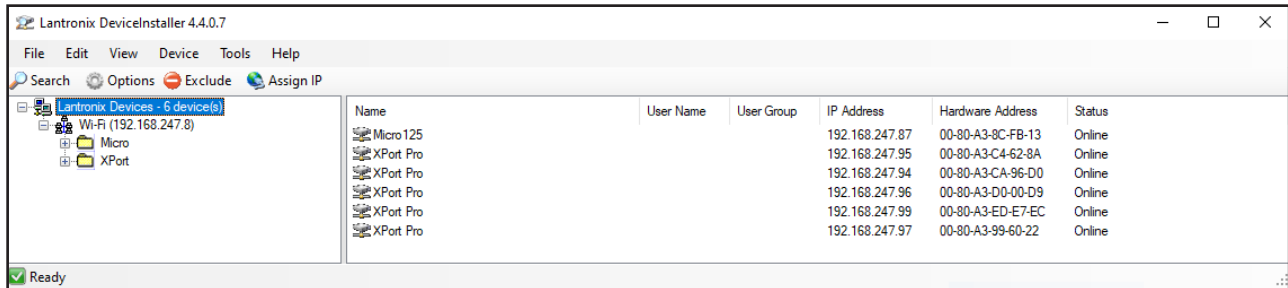 Lantronix DeviceInstaller 4.4.0.7
File Edit View Device Tools Help
Search Options Exclude Assign IP
Lantronix Devices - 6 device(s)
Wi-Fi (192.168.247.8)
Micro
XPort
Name User Name User Group IP Address Hardware Address Status
Micro125 192.168.247.87 00-80-A3-8C-FB-13 Online
XPort Pro 192.168.247.95 00-80-A3-C4-62-8A Online
XPort Pro 192.168.247.94 00-80-A3-CA-96-D0 Online
XPort Pro 192.168.247.96 00-80-A3-D0-00-D9 Online
XPort Pro 192.168.247.99 00-80-A3-ED-E7-EC Online
XPort Pro 192.168.247.97 00-80-A3-99-60-22 Online
Ready